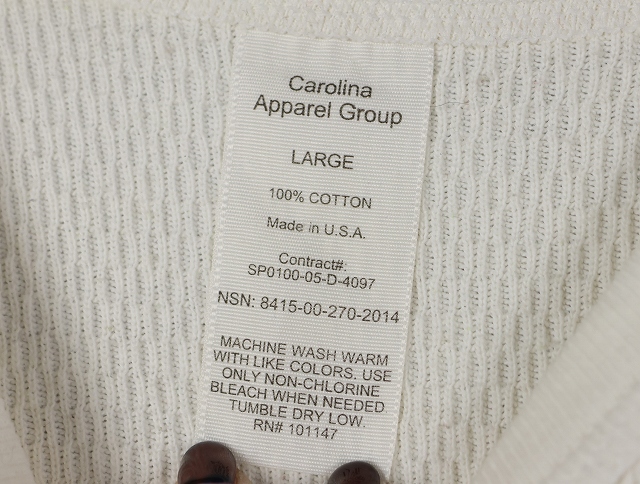 Carolina
Apparel Group
LARGE
100% COTTON
Made in U.S.A.
Contract#:
SP0100-05-D-4097
NSN: 8415-00-270-2014
MACHINE WASH WARM
WITH LIKE COLORS. USE
ONLY NON-CHLORINE
BLEACH WHEN NEEDED
TUMBLE DRY LOW.
RN# 101147